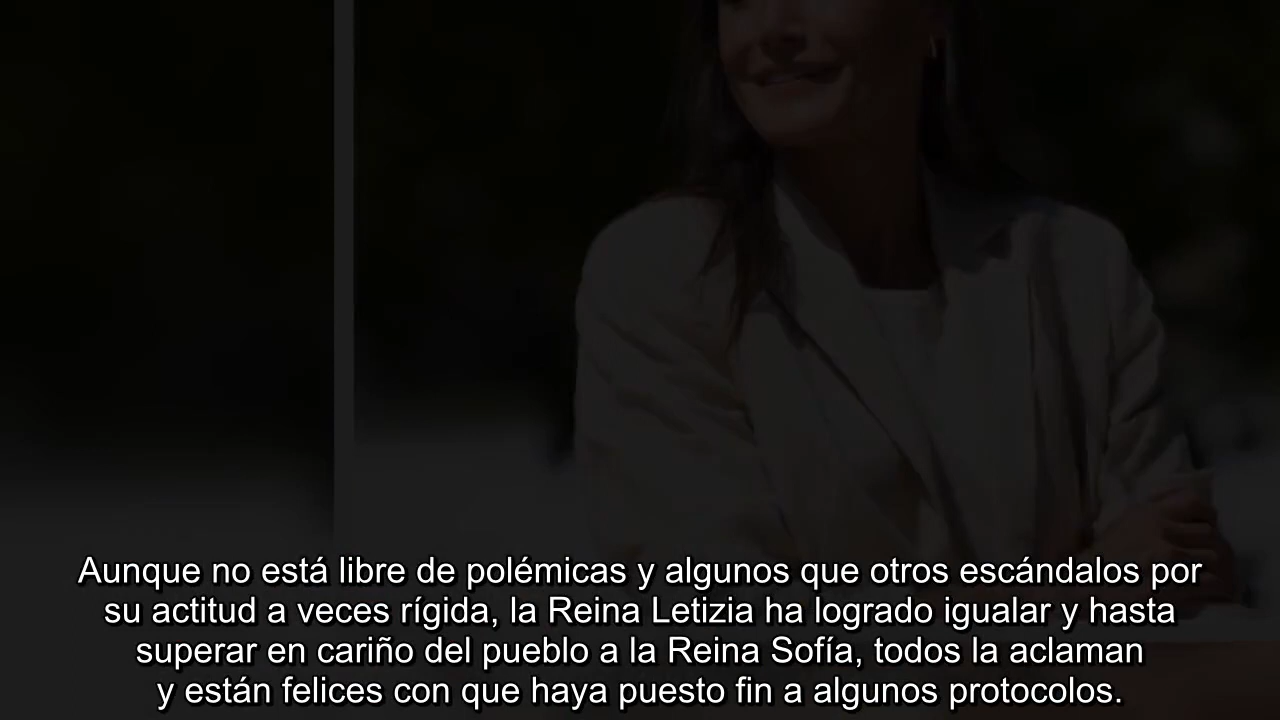 Aunque no está libre de polémicas y algunos que otros escándalos por
su actitud a veces rígida, la Reina Letizia ha logrado igualar y hasta
superar en cariño del pueblo a la Reina Sofía, todos la aclaman
y están felices con que haya puesto fin a algunos protocolos.